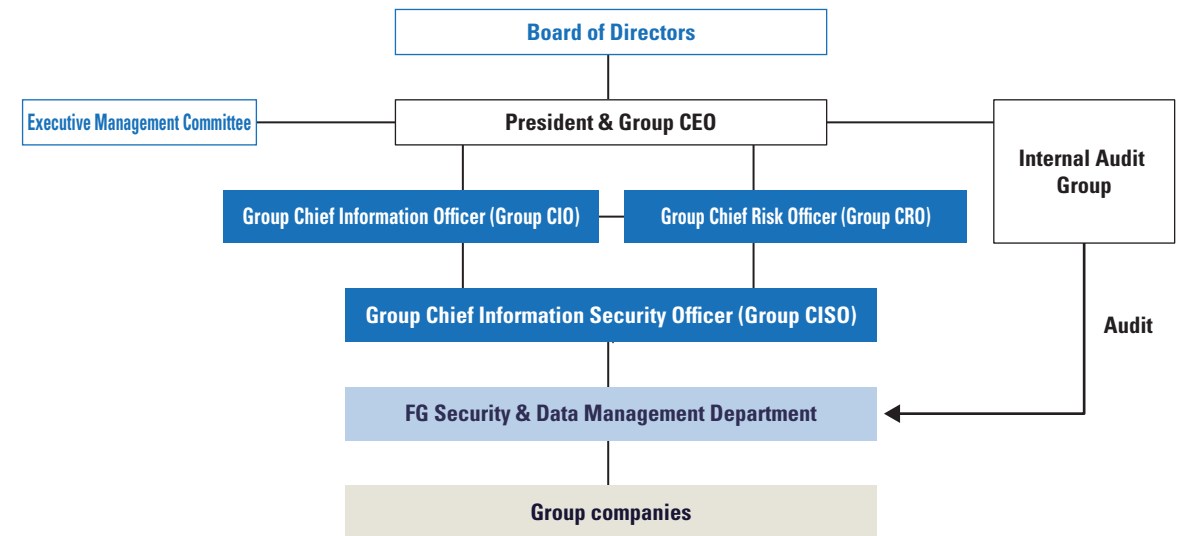 Board of Directors
Executive Management Committee
President & Group CEO
Internal Audit
Group
Group Chief Information Officer (Group CIO)
Group Chief Risk Officer (Group CRO)
Group Chief Information Security Officer (Group CISO)
Audit
FG Security & Data Management Department
Group companies